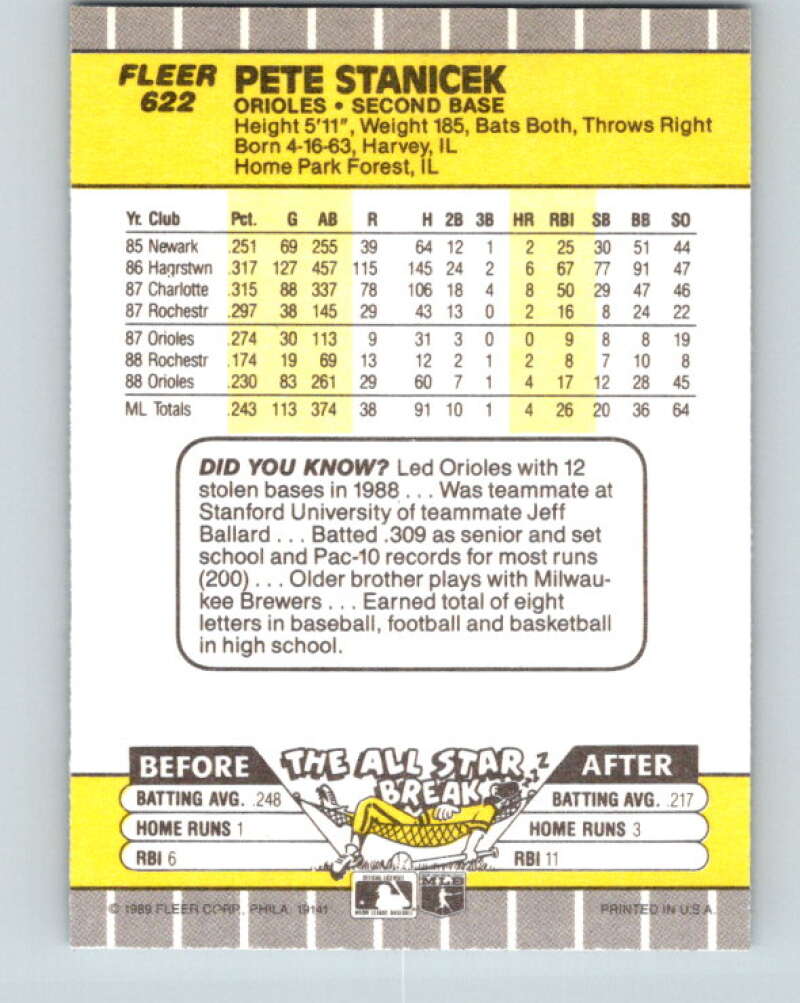 FLEER PETE STANICEK
622 ORIOLES • SECOND BASE
Height 5'11", Weight 185, Bats Both, Throws Right
Born 4-16-63, Harvey, IL
Home Park Forest, IL
Yr. Club Pct. G AB R H 2B 3B HR RBI SB BB SO
85 Newark .251 69 255 39 64 12 1 2 25 30 51 44
86 Hagrstwn .317 127 457 115 145 24 2 6 67 77 91 47
87 Charlotte .315 88 337 78 106 18 4 8 50 29 47 46
87 Rochestr .297 38 145 29 43 13 0 2 16 8 24 22
87 Orioles .274 30 113 9 31 3 0 0 9 8 8 19
88 Rochestr .174 19 69 13 12 2 1 2 8 7 10 8
88 Orioles .230 83 261 29 60 7 1 4 17 12 28 45
ML Totals .243 113 374 38 91 10 1 4 26 20 36 64
DID YOU KNOW? Led Orioles with 12
stolen bases in 1988 . . . Was teammate at
Stanford University of teammate Jeff
Ballard . . . Batted .309 as senior and set
school and Pac-10 records for most runs
(200) . . . Older brother plays with Milwau-
kee Brewers . . . Earned total of eight
letters in baseball, football and basketball
in high school.
BEFORE THE ALL STAR BREAK AFTER
BATTING AVG. .248 BATTING AVG. .217
HOME RUNS 1 HOME RUNS 3
RBI 6 RBI 11
MLB
© 1989 FLEER CORP., PHILA. 19141 PRINTED IN U.S.A.